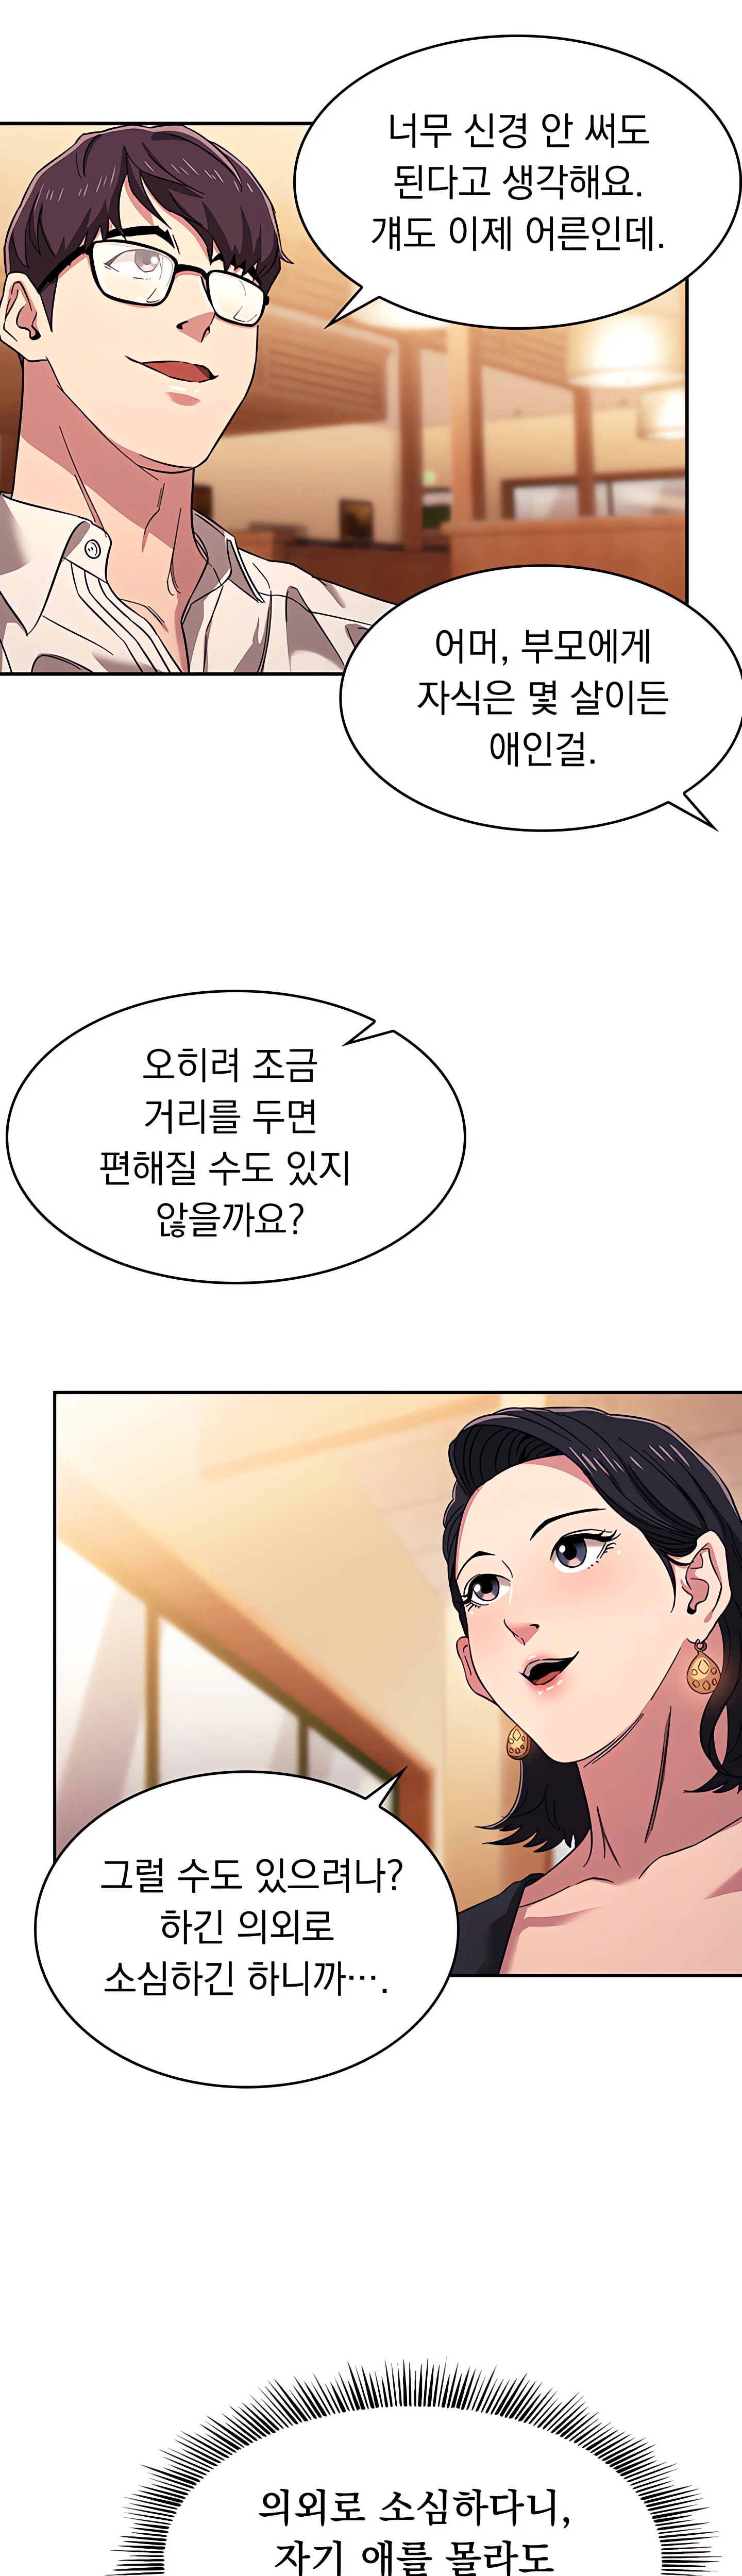 너무 신경 안 써도
된다고 생각해요.
걔도 이제 어른인데.
어머, 부모에게
자식은 몇 살이든
애인걸.
오히려 조금
거리를 두면
편해질 수도 있지
않을까요?
그럴 수도 있으려나?
하긴 의외로
소심하긴 하니까….
의외로 소심하다니,
자기 애를 몰라도